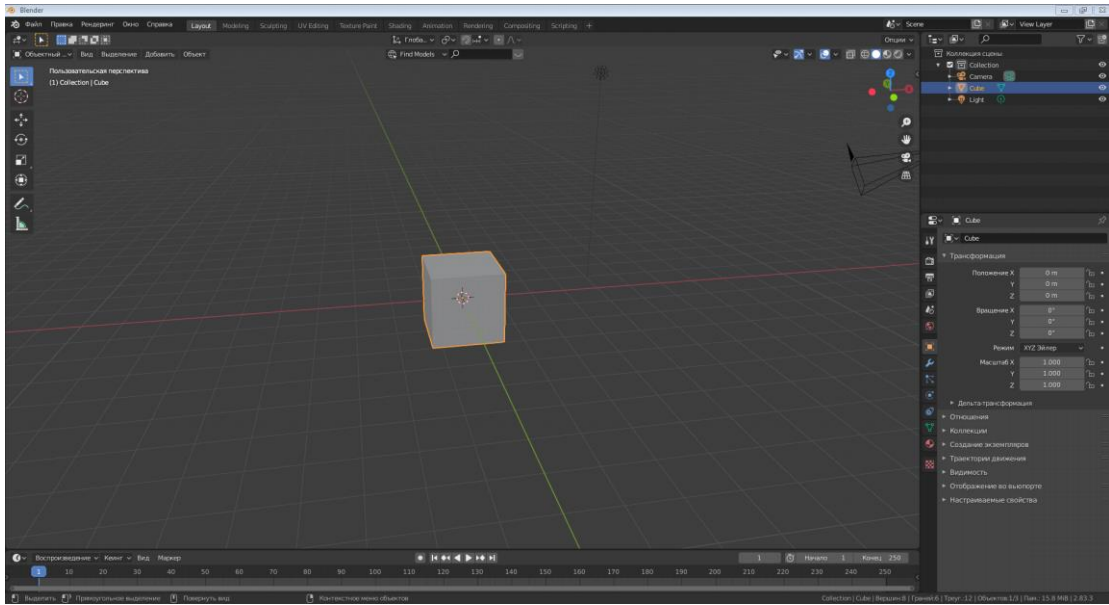 Blender
Файл Правка Рендеринг Окно Справка Layout Modeling Sculpting UV Editing Texture Paint Shading Animation Rendering Compositing Scripting + Scene View Layer
Глоба.. Опции
Объектный .. Вид Выделение Добавить Объект Find Models
Пользовательская перспектива
(1) Collection | Cube
Коллекция сцены
Collection
Camera
Cube
Light
Cube
Cube
Трансформация
Положение X 0 m
Y 0 m
Z 0 m
Вращение X 0°
Y 0°
Z 0°
Режим XYZ Эйлер
Масштаб X 1.000
Y 1.000
Z 1.000
Дельта-трансформация
Отношения
Коллекции
Создание экземпляров
Траектории движения
Видимость
Отображение во вьюпорте
Настраиваемые свойства
Воспроизведение Кеинг Вид Маркер 1 Начало 1 Конец 250
1 10 20 30 40 50 60 70 80 90 100 110 120 130 140 150 160 170 180 190 200 210 220 230 240 250
Выделить Прямоугольное выделение Повернуть вид Контекстное меню объектов Collection | Cube | Вершин:8 | Граней:6 | Треуг.:12 | Объектов:1/3 | Пам.: 15.8 MiB | 2.83.3